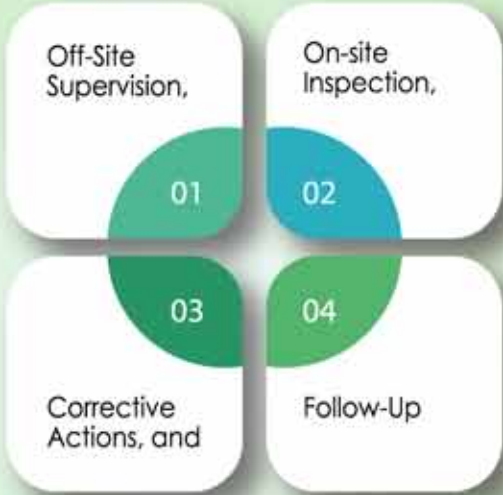 Off-Site
Supervision,
01
On-site
Inspection,
02
03
Corrective
Actions, and
04
Follow-Up